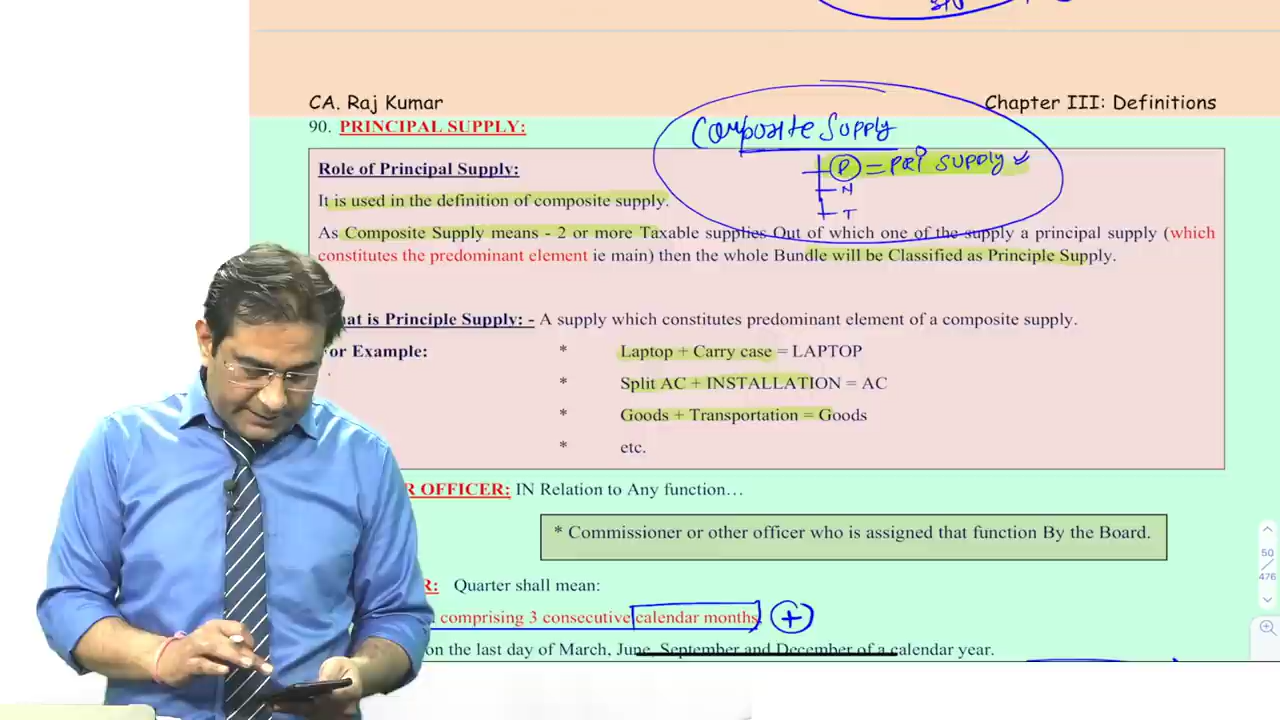 CA. Raj Kumar
Chapter III: Definitions
90. PRINCIPAL SUPPLY:
Composite Supply
P = PRI SUPPLY
N
T
Role of Principal Supply:
It is used in the definition of composite supply.
As Composite Supply means - 2 or more Taxable supplies Out of which one of the supply a principal supply (which
constitutes the predominant element ie main) then the whole Bundle will be Classified as Principle Supply.
at is Principle Supply: - A supply which constitutes predominant element of a composite supply.
For Example:
* Laptop + Carry case = LAPTOP
* Split AC + INSTALLATION = AC
* Goods + Transportation = Goods
* etc.
R OFFICER: IN Relation to Any function…
* Commissioner or other officer who is assigned that function By the Board.
R: Quarter shall mean:
comprising 3 consecutive calendar months +
on the last day of March, June, September and December of a calendar year.
50
/
476